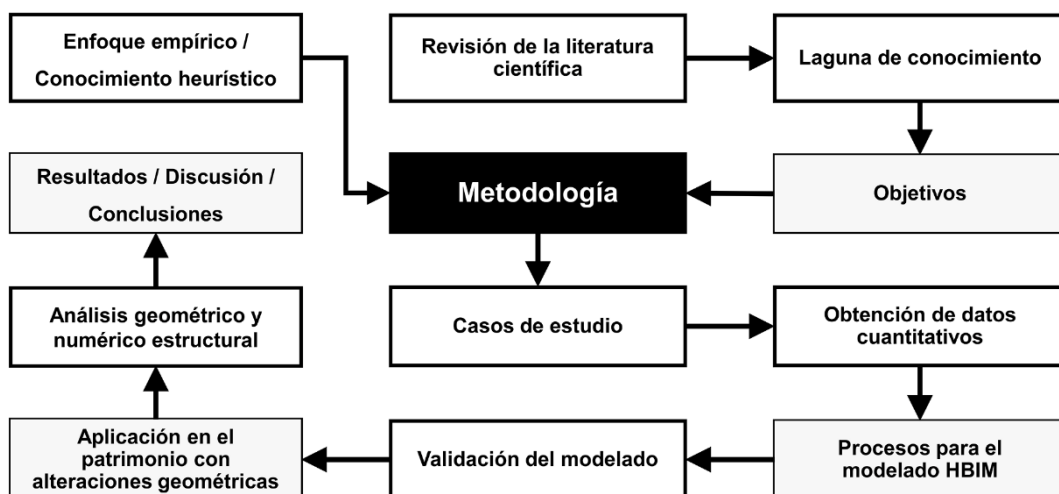 Enfoque empírico /
Conocimiento heurístico
Revisión de la literatura
científica
Laguna de conocimiento
Resultados / Discusión /
Conclusiones
Metodología
Objetivos
Análisis geométrico y
numérico estructural
Casos de estudio
Obtención de datos
cuantitativos
Aplicación en el
patrimonio con
alteraciones geométricas
Validación del modelado
Procesos para el
modelado HBIM